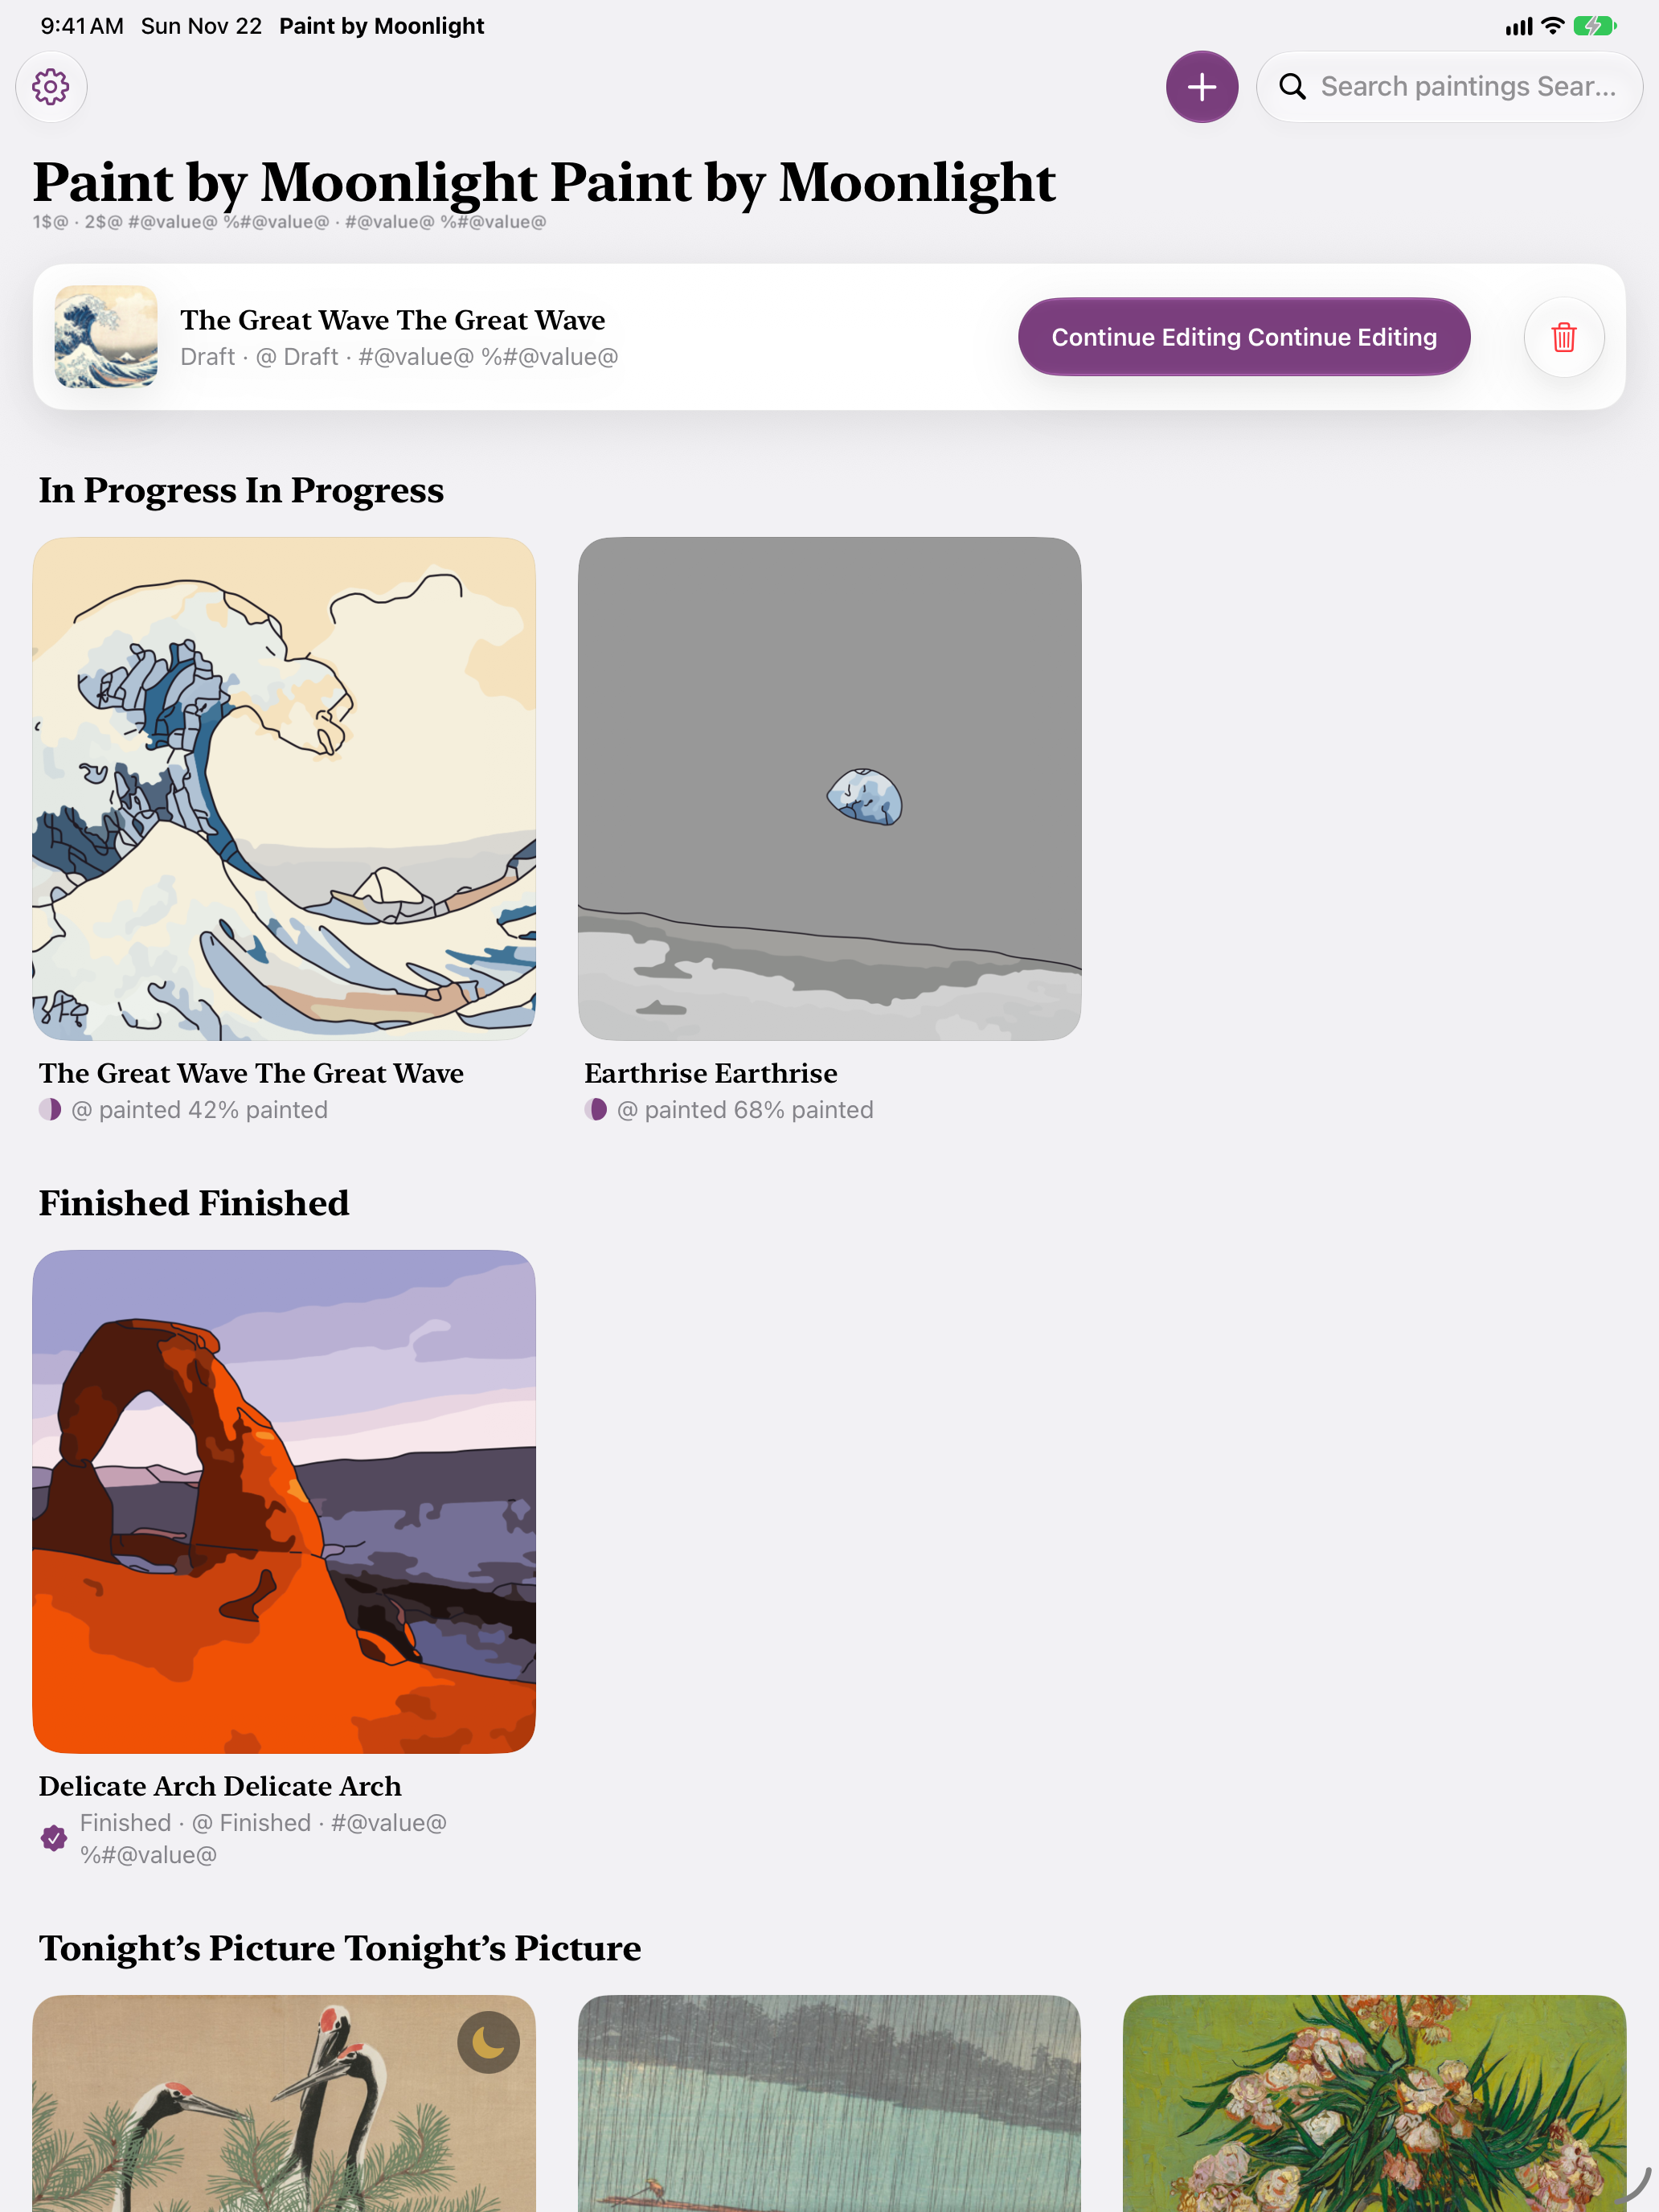 9:41 AM Sun Nov 22 Paint by Moonlight
Search paintings Sear...
Paint by Moonlight Paint by Moonlight
1$@ · 2$@ #@value@ %#@value@ · #@value@ %#@value@
The Great Wave The Great Wave
Draft · @ Draft · #@value@ %#@value@
Continue Editing Continue Editing
In Progress In Progress
The Great Wave The Great Wave
@ painted 42% painted
Earthrise Earthrise
@ painted 68% painted
Finished Finished
Delicate Arch Delicate Arch
Finished · @ Finished · #@value@
%#@value@
Tonight’s Picture Tonight’s Picture